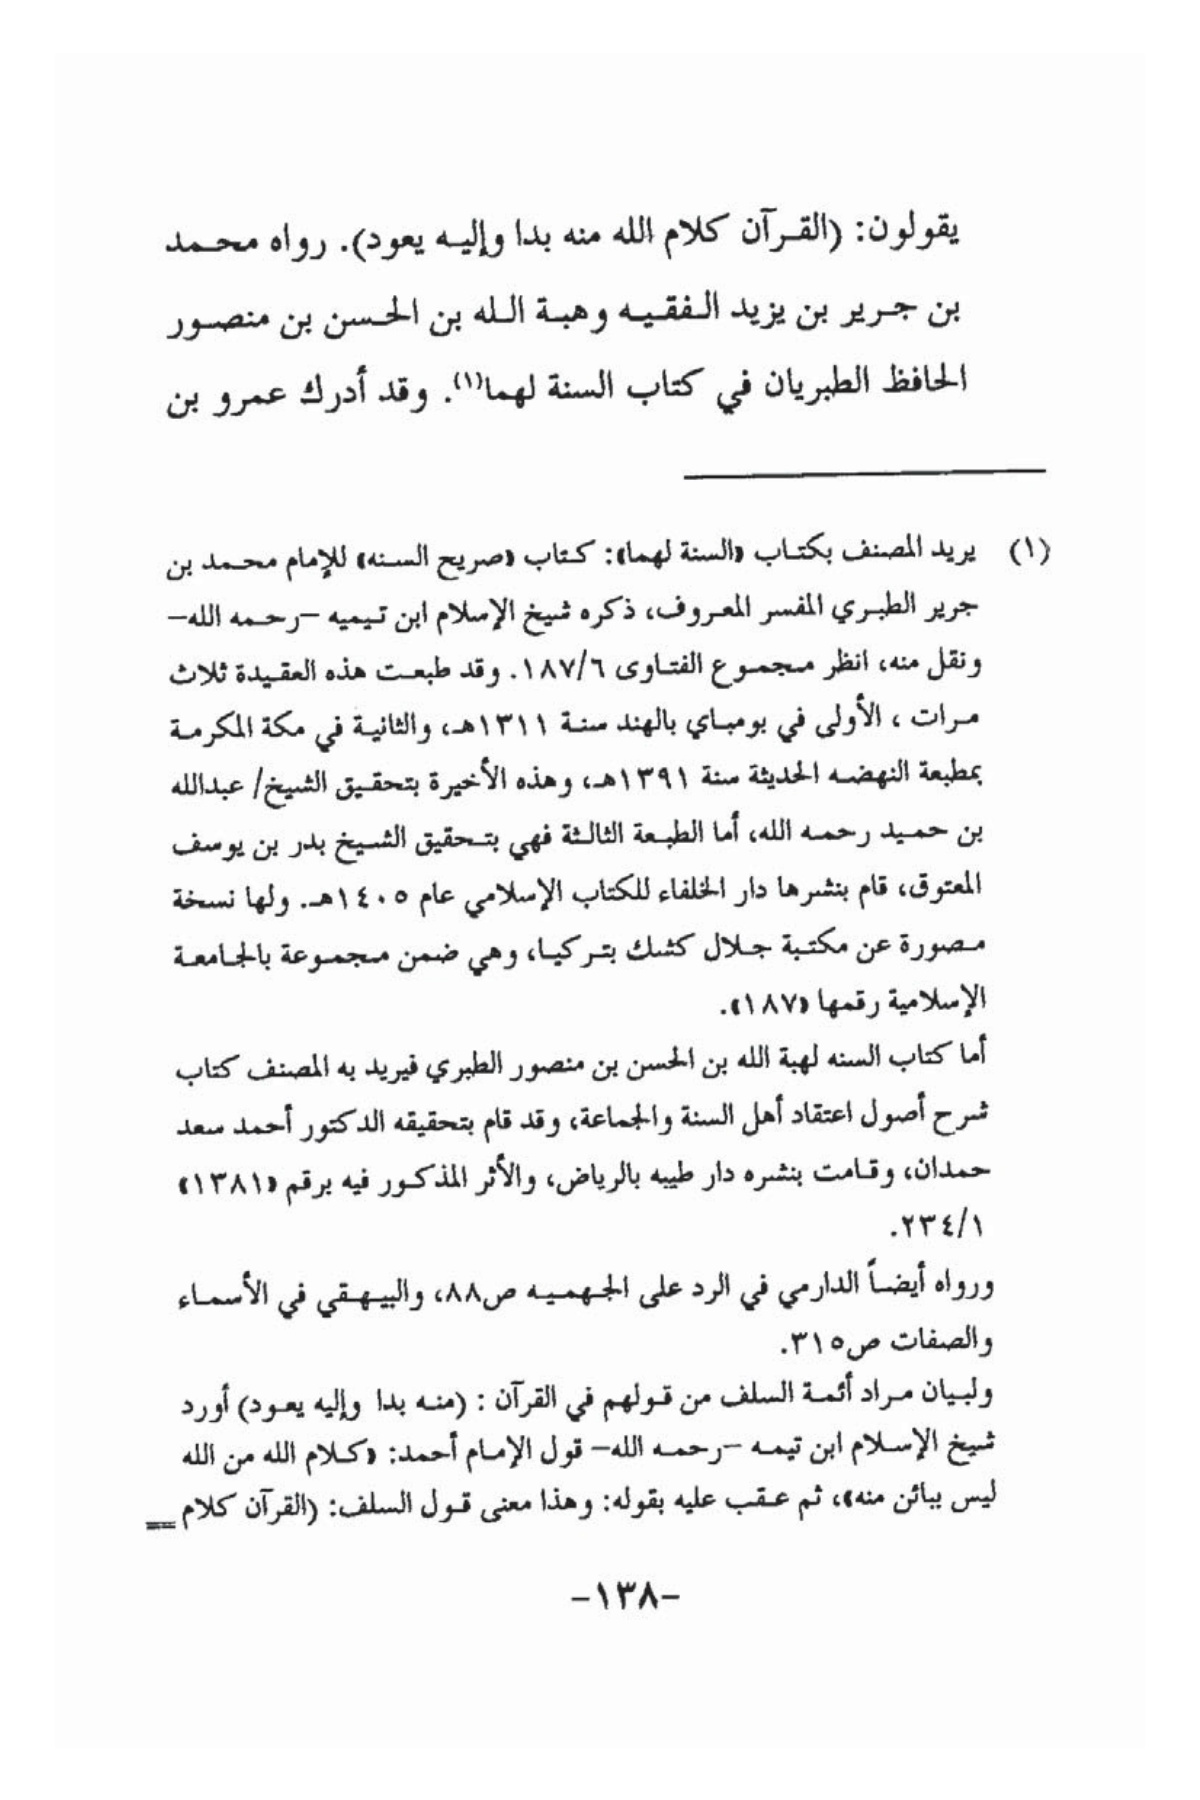 يقولون: (القرآن كلام الله منه بدا وإليه يعود). رواه محمد
بن جرير بن يزيد الفقيه وهبة الله بن الحسن بن منصور
الحافظ الطبريان في كتاب السنة لهما(١). وقد أدرك عمرو بن
(١) يريد المصنف بكتاب «السنة لهما»: كتاب «صريح السنه» للإمام محمد بن
جرير الطبري المفسر المعروف، ذكره شيخ الإسلام ابن تيميه –رحمه الله–
ونقل منه، انظر مجموع الفتاوى ١٨٧/٦. وقد طبعت هذه العقيدة ثلاث
مرات ، الأولى في بومباي بالهند سنة ١٣١١هـ، والثانية في مكة المكرمة
بمطبعة النهضه الحديثة سنة ١٣٩١هـ، وهذه الأخيرة بتحقيق الشيخ/ عبدالله
بن حميد رحمه الله، أما الطبعة الثالثة فهي بتحقيق الشيخ بدر بن يوسف
المعتوق، قام بنشرها دار الخلفاء للكتاب الإسلامي عام ١٤٠٥هـ. ولها نسخة
مصورة عن مكتبة جلال كشك بتركيا، وهي ضمن مجموعة بالجامعة
الإسلامية رقمها «١٨٧».
أما كتاب السنه لهبة الله بن الحسن بن منصور الطبري فيريد به المصنف كتاب
شرح أصول اعتقاد أهل السنة والجماعة، وقد قام بتحقيقه الدكتور أحمد سعد
حمدان، وقامت بنشره دار طيبه بالرياض، والأثر المذكور فيه برقم «١٣٨١»
٢٣٤/١.
ورواه أيضاً الدارمي في الرد على الجهميه ص٨٨، والبيهقي في الأسماء
والصفات ص٣١٥.
ولبيان مراد أئمة السلف من قولهم في القرآن : (منه بدا وإليه يعود) أورد
شيخ الإسلام ابن تيمه –رحمه الله– قول الإمام أحمد: «كلام الله من الله
ليس ببائن منه»، ثم عقب عليه بقوله: وهذا معنى قول السلف: (القرآن كلام =
–١٣٨–